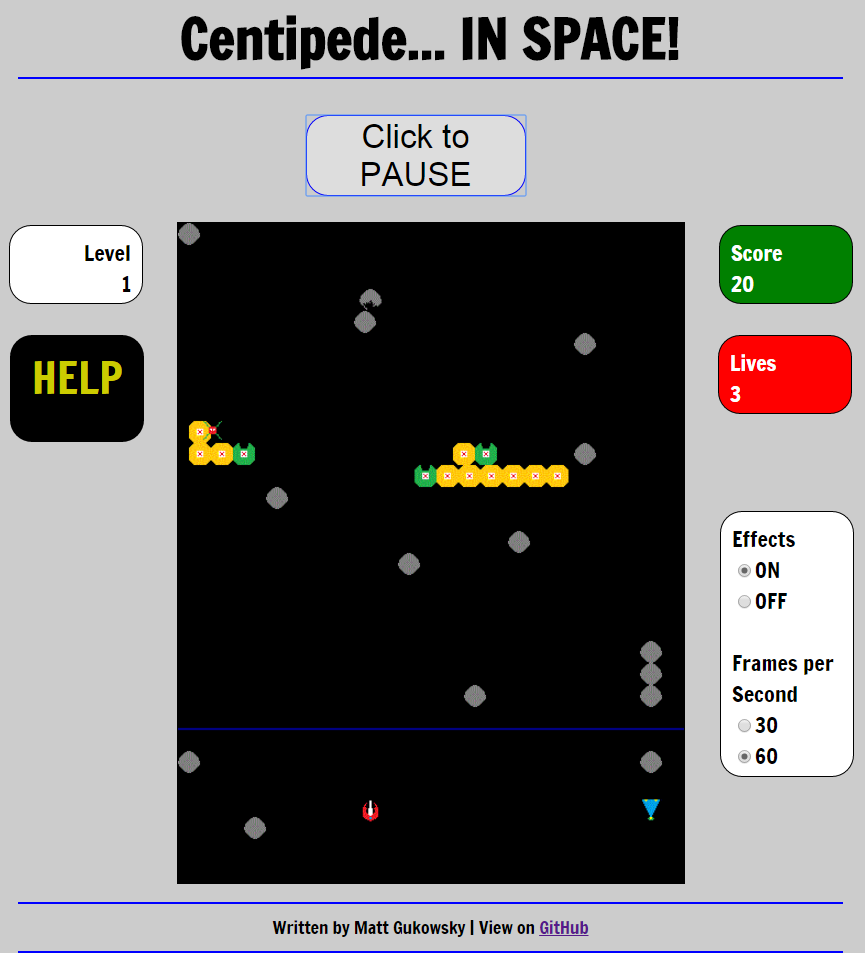 Centipede... IN SPACE!
Click to
PAUSE
Level
1
HELP
Score
20
Lives
3
Effects
ON
OFF
Frames per
Second
30
60
Written by Matt Gukowsky | View on GitHub